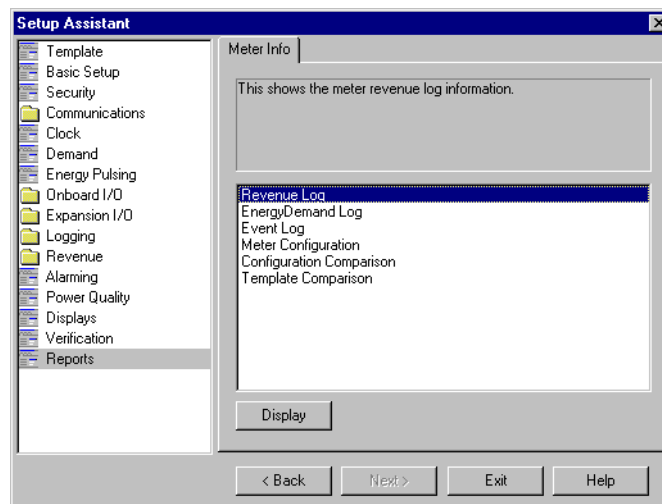 Setup Assistant
Template
Basic Setup
Security
Communications
Clock
Demand
Energy Pulsing
Onboard I/O
Expansion I/O
Logging
Revenue
Alarming
Power Quality
Displays
Verification
Reports
Meter Info
This shows the meter revenue log information.
Revenue Log
EnergyDemand Log
Event Log
Meter Configuration
Configuration Comparison
Template Comparison
Display
< Back
Next >
Exit
Help